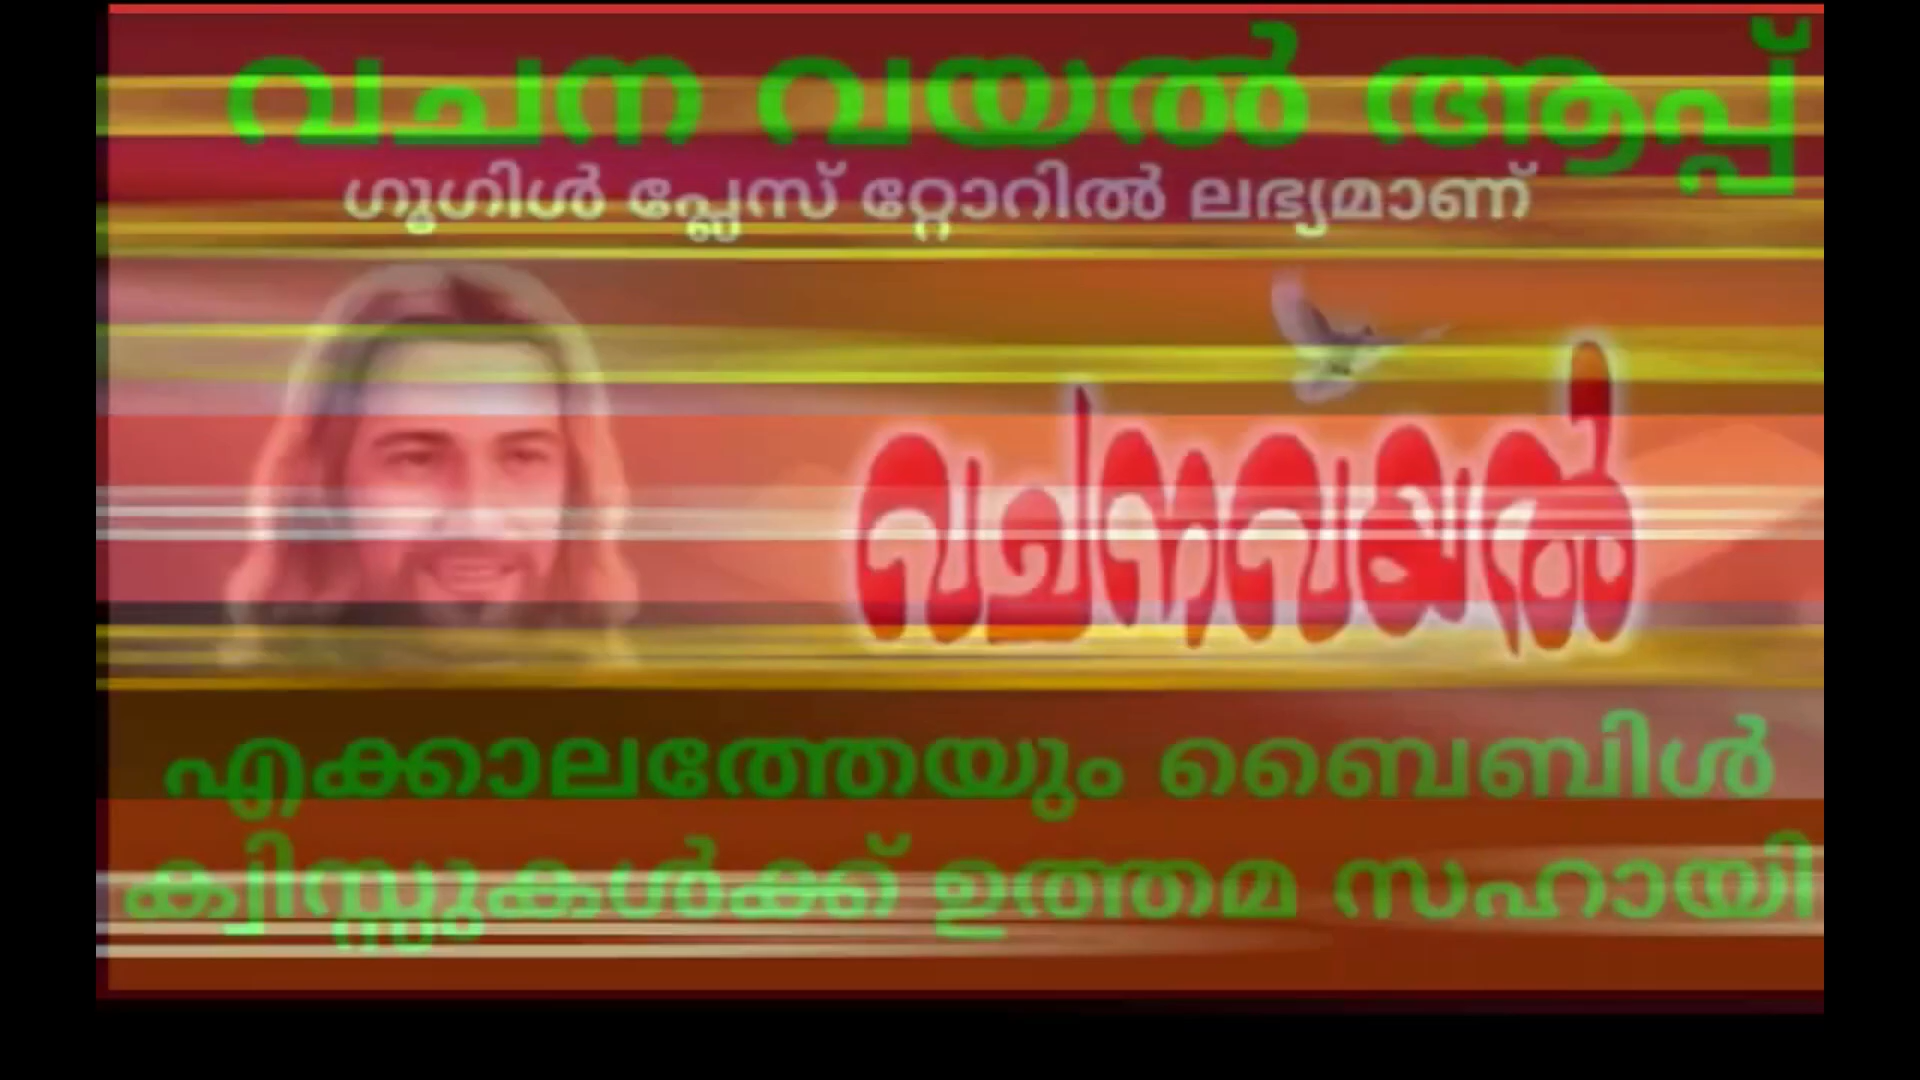 വചന വയൽ ആപ്പ്
ഗൂഗിൾ പ്ലേസ് റ്റോറിൽ ലഭ്യമാണ്
വചനവയൽ
എക്കാലത്തേയും ബൈബിൾ
ക്വിസ്സുകൾക്ക് ഉത്തമ സഹായി